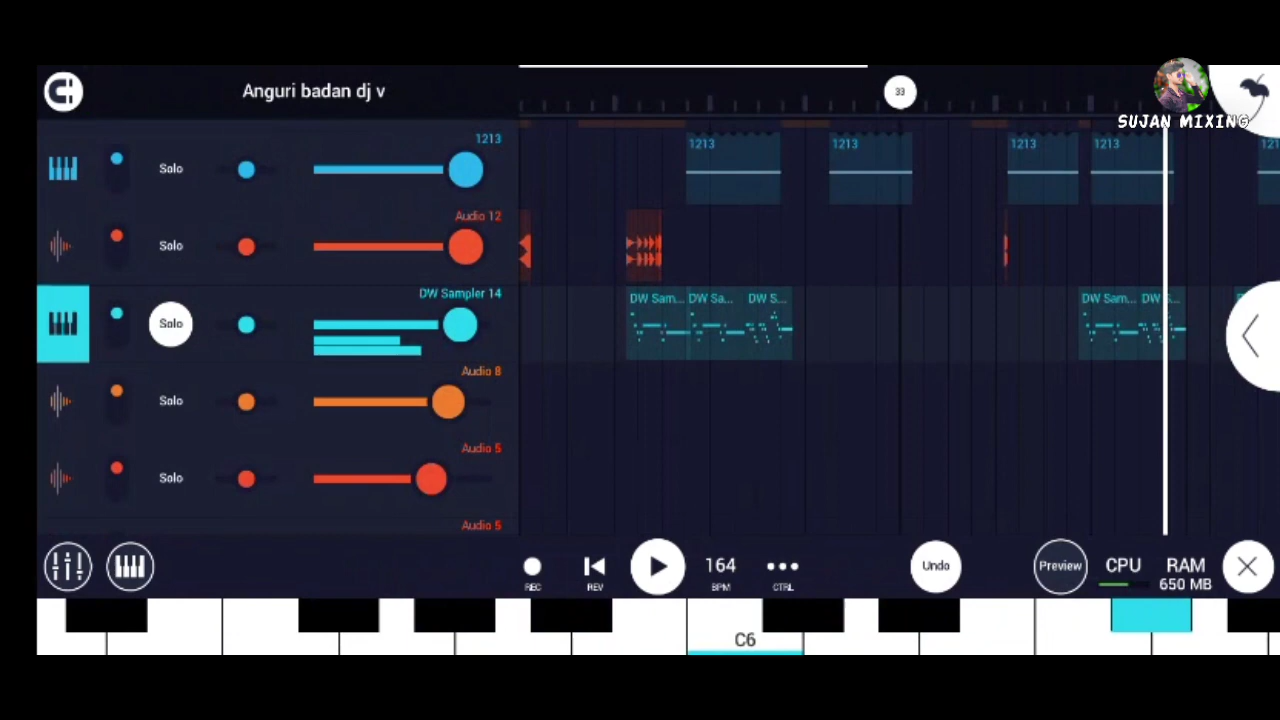 Anguri badan dj v
33
SUJAN MIXING
1213
Solo
1213
1213
1213
1213
121
Audio 12
Solo
DW Sampler 14
Solo
DW Sam...
DW Sa...
DW S...
DW Sam...
DW S...
Audio 8
Solo
Audio 5
Solo
Audio 5
REC
REV
164
BPM
CTRL
Undo
Preview
CPU
RAM
650 MB
C6